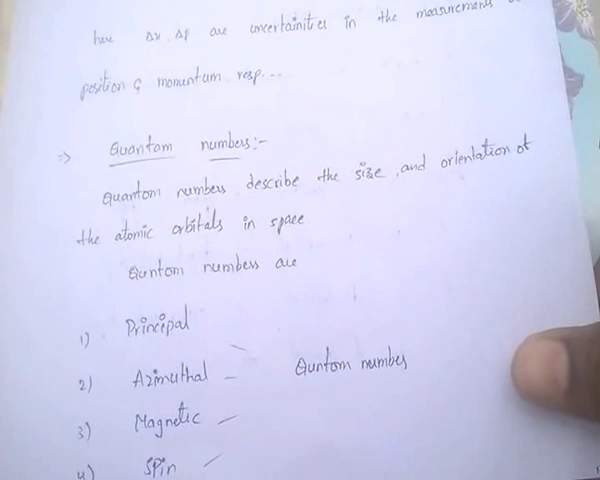 here Δx Δp are uncertainities in the measurement
position & momentum resp...
=> Quantam numbers:-
Quantom numbers describe the size and orientation of
the atomic orbitals in space
Quntom numbers are
1) Principal
2) Azimuthal - Quntom number
3) Magnetic
4) Spin